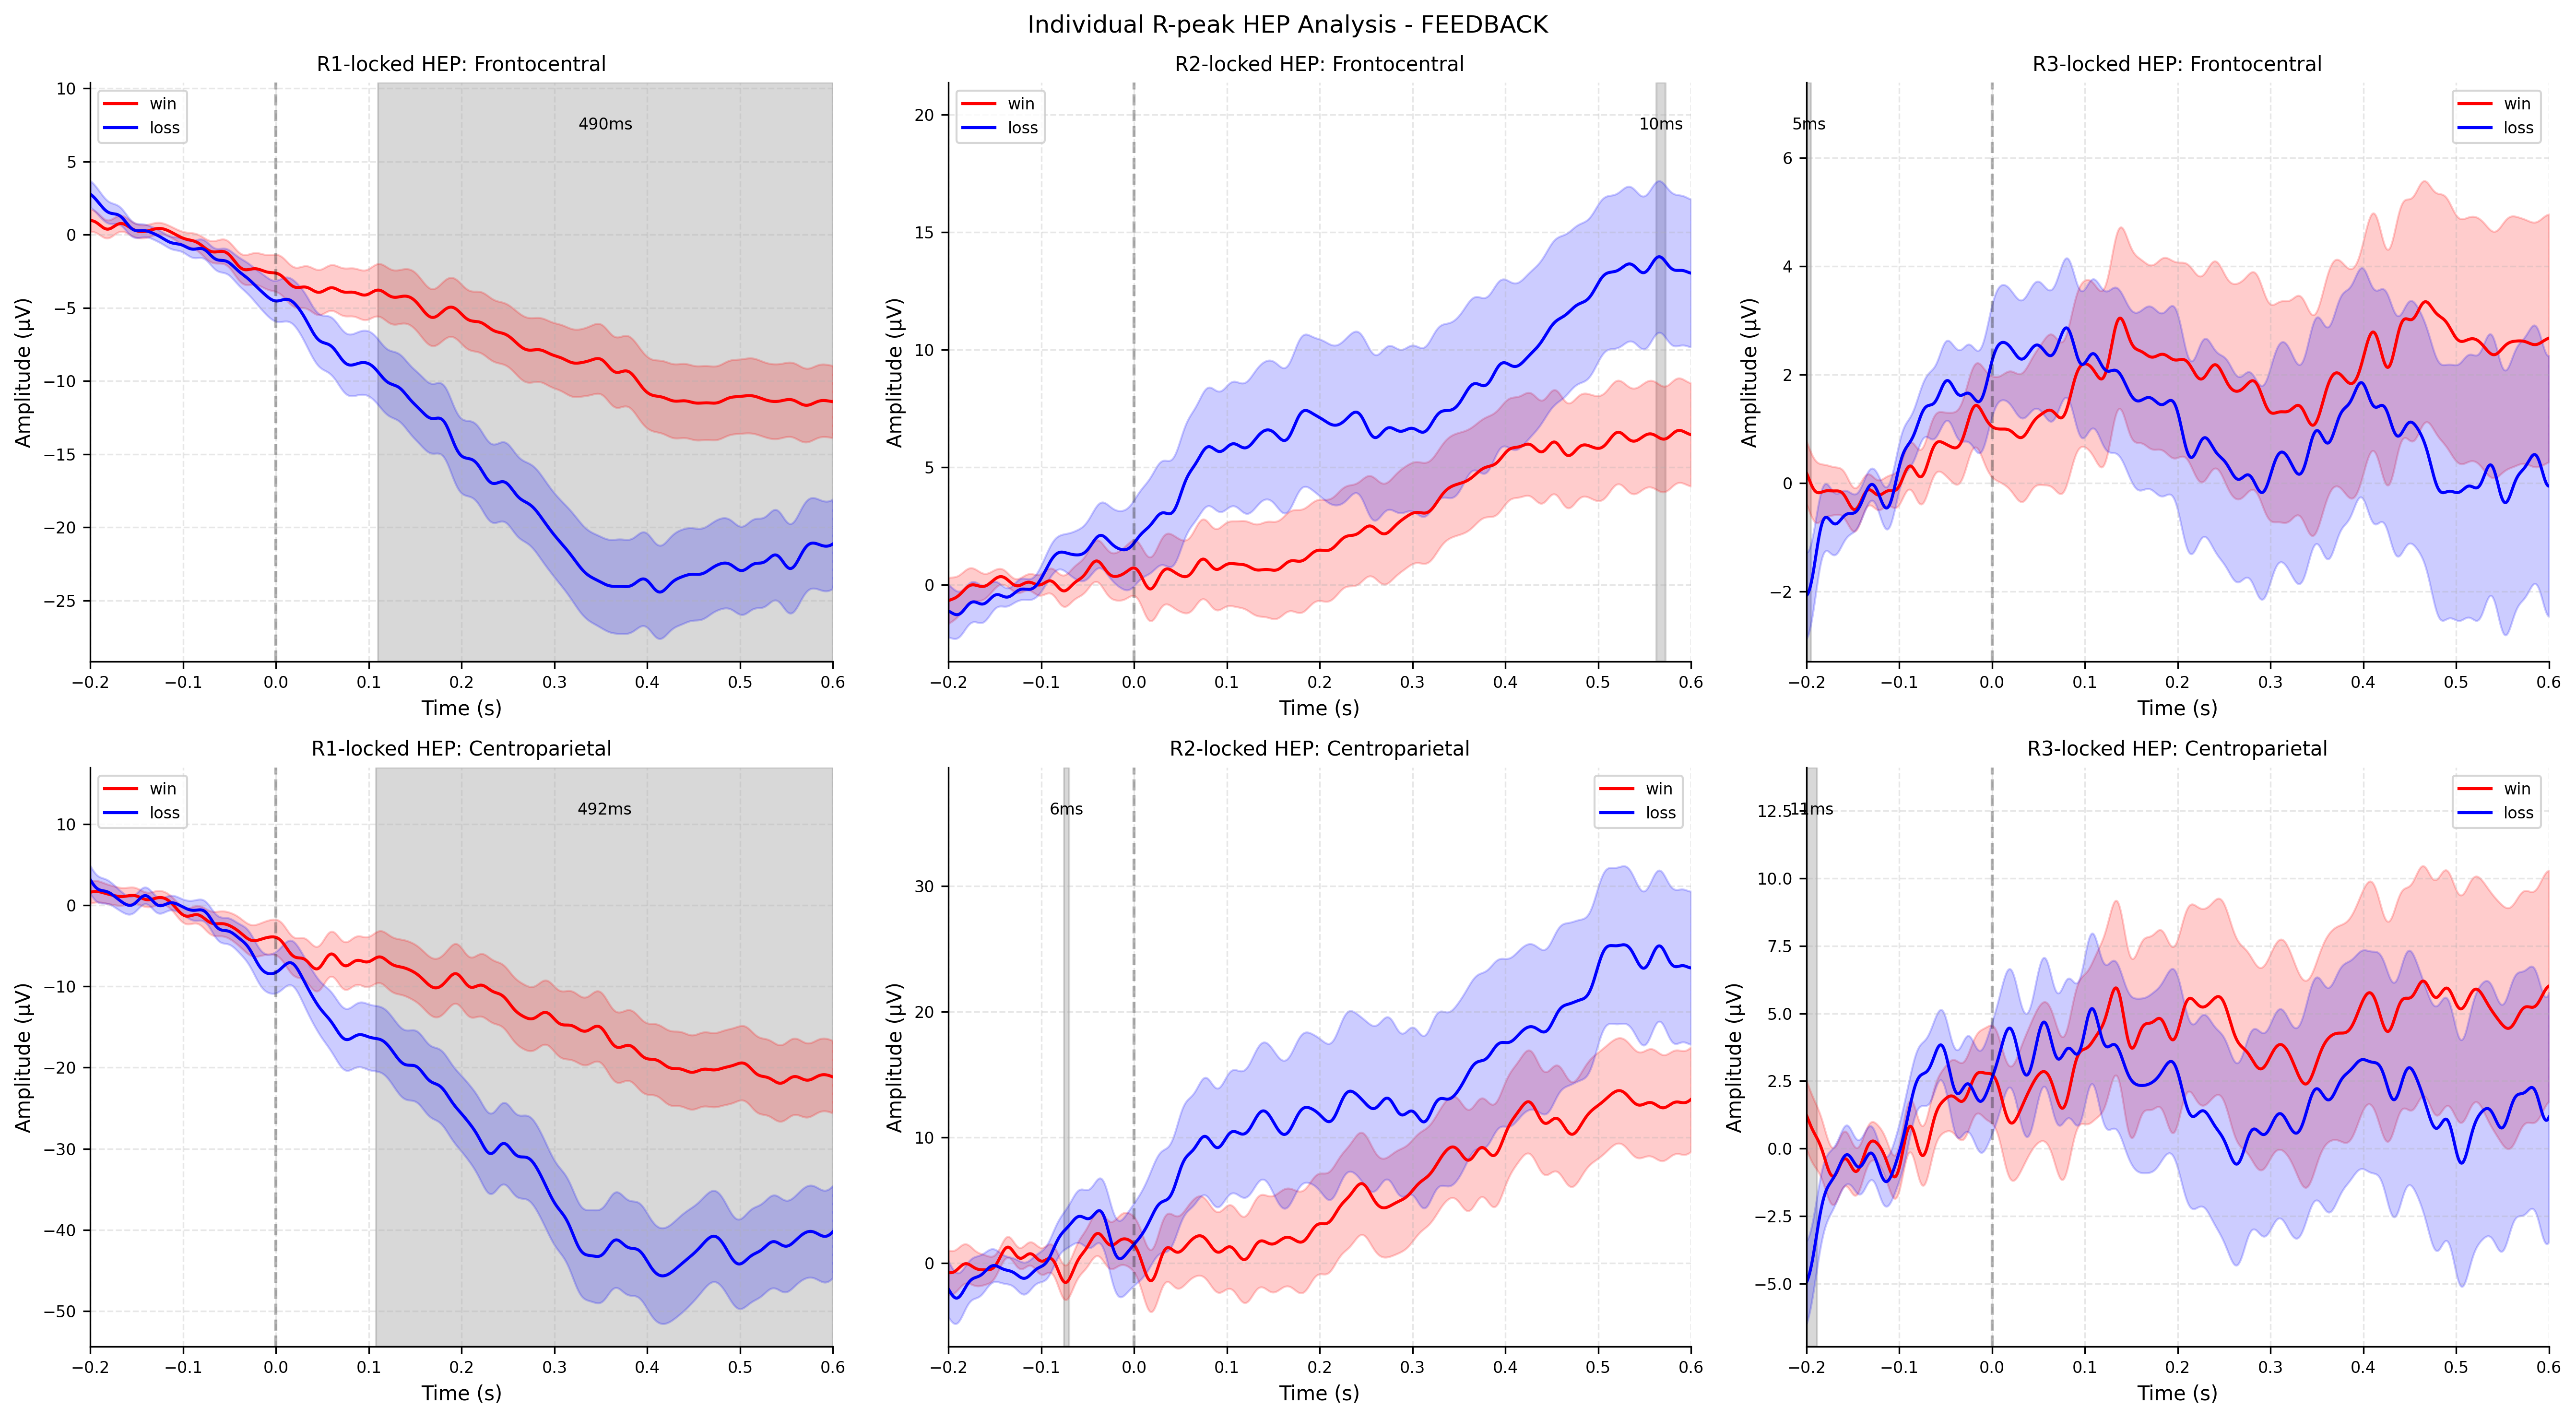 Individual R-peak HEP Analysis - FEEDBACK
R1-locked HEP: Frontocentral
10
5
0
−5
−10
−15
−20
−25
Amplitude (µV)
win
loss
490ms
−0.2 −0.1 0.0 0.1 0.2 0.3 0.4 0.5 0.6
Time (s)
R2-locked HEP: Frontocentral
20
15
10
5
0
Amplitude (µV)
win
loss
10ms
−0.2 −0.1 0.0 0.1 0.2 0.3 0.4 0.5 0.6
Time (s)
R3-locked HEP: Frontocentral
6
4
2
0
−2
Amplitude (µV)
5ms
win
loss
−0.2 −0.1 0.0 0.1 0.2 0.3 0.4 0.5 0.6
Time (s)
R1-locked HEP: Centroparietal
10
0
−10
−20
−30
−40
−50
Amplitude (µV)
win
loss
492ms
−0.2 −0.1 0.0 0.1 0.2 0.3 0.4 0.5 0.6
Time (s)
R2-locked HEP: Centroparietal
30
20
10
0
Amplitude (µV)
6ms
win
loss
−0.2 −0.1 0.0 0.1 0.2 0.3 0.4 0.5 0.6
Time (s)
R3-locked HEP: Centroparietal
12.5
10.0
7.5
5.0
2.5
0.0
−2.5
−5.0
Amplitude (µV)
11ms
win
loss
−0.2 −0.1 0.0 0.1 0.2 0.3 0.4 0.5 0.6
Time (s)